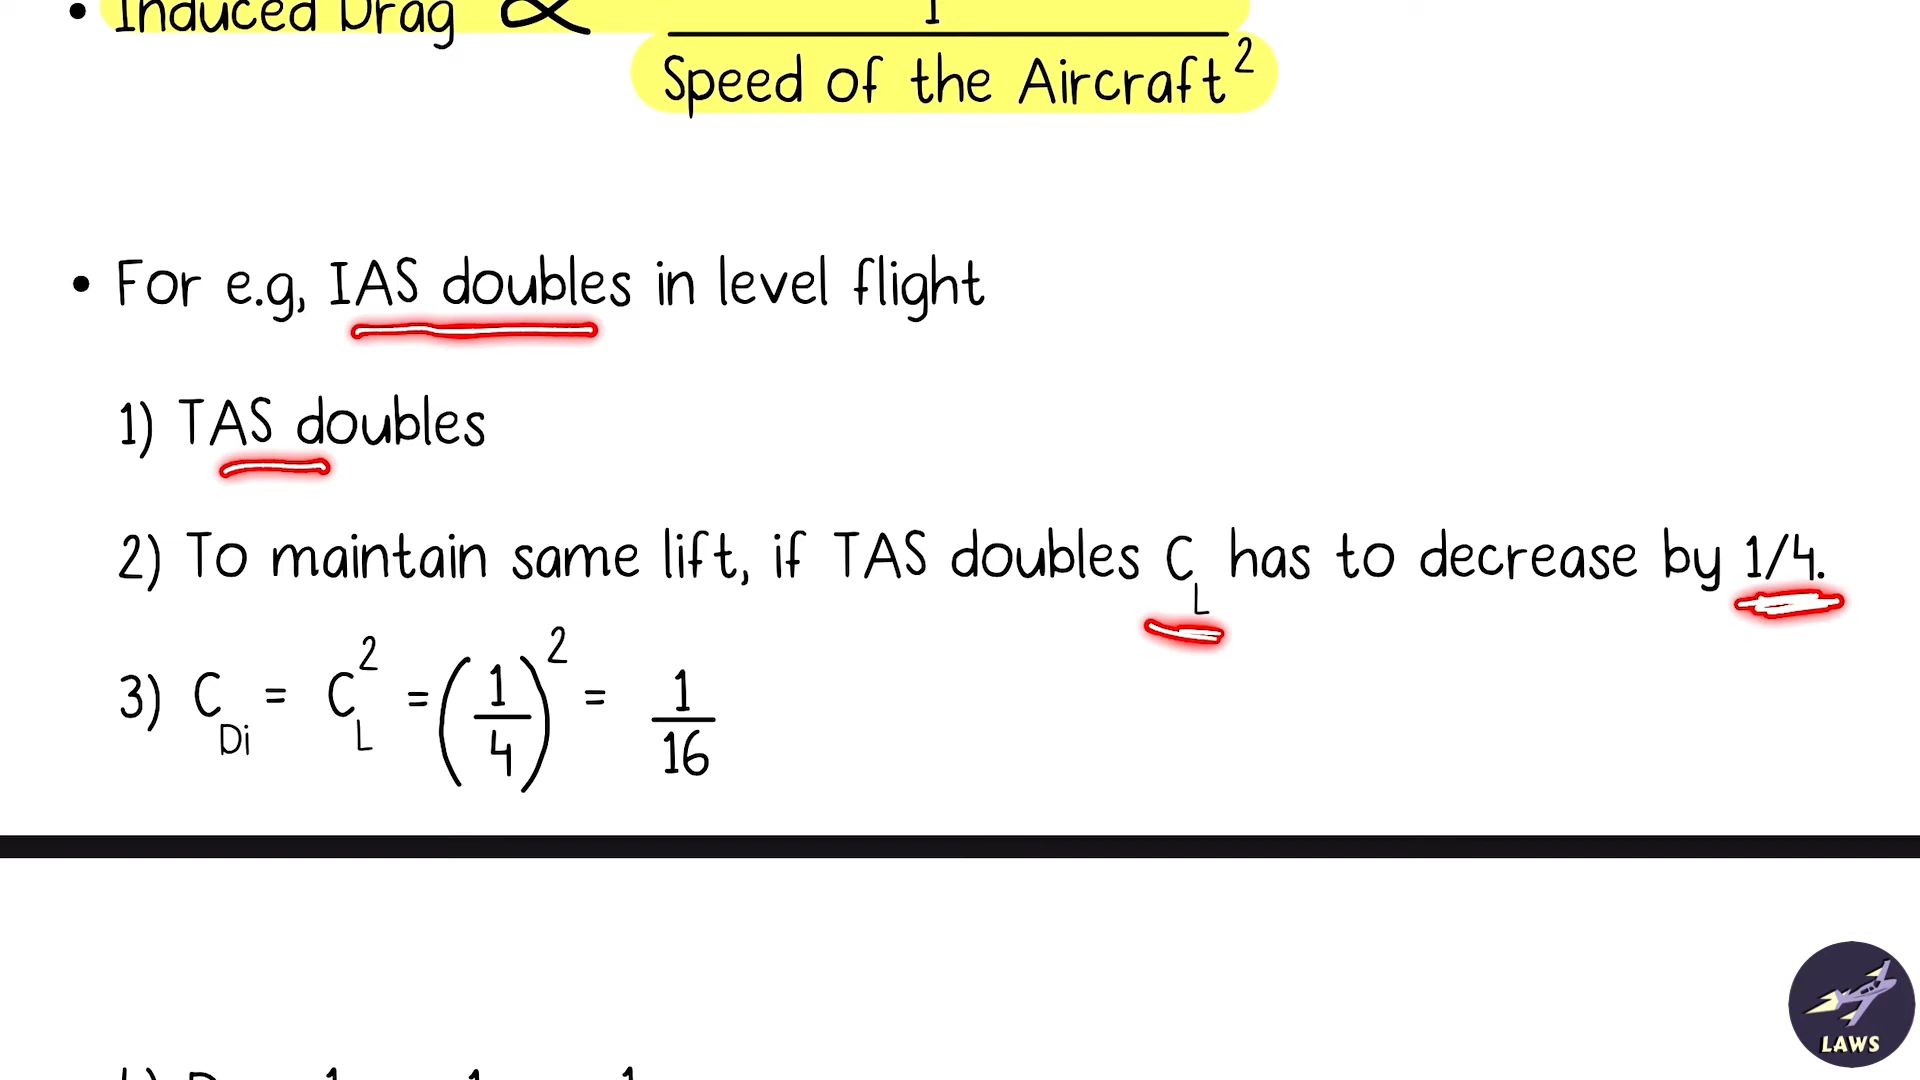 • Induced Drag ∝ 1
Speed of the Aircraft²
• For e.g, IAS doubles in level flight
1) TAS doubles
2) To maintain same lift, if TAS doubles C_L has to decrease by 1/4.
3) C_Di = C_L² = (1/4)² = 1/16
LAWS